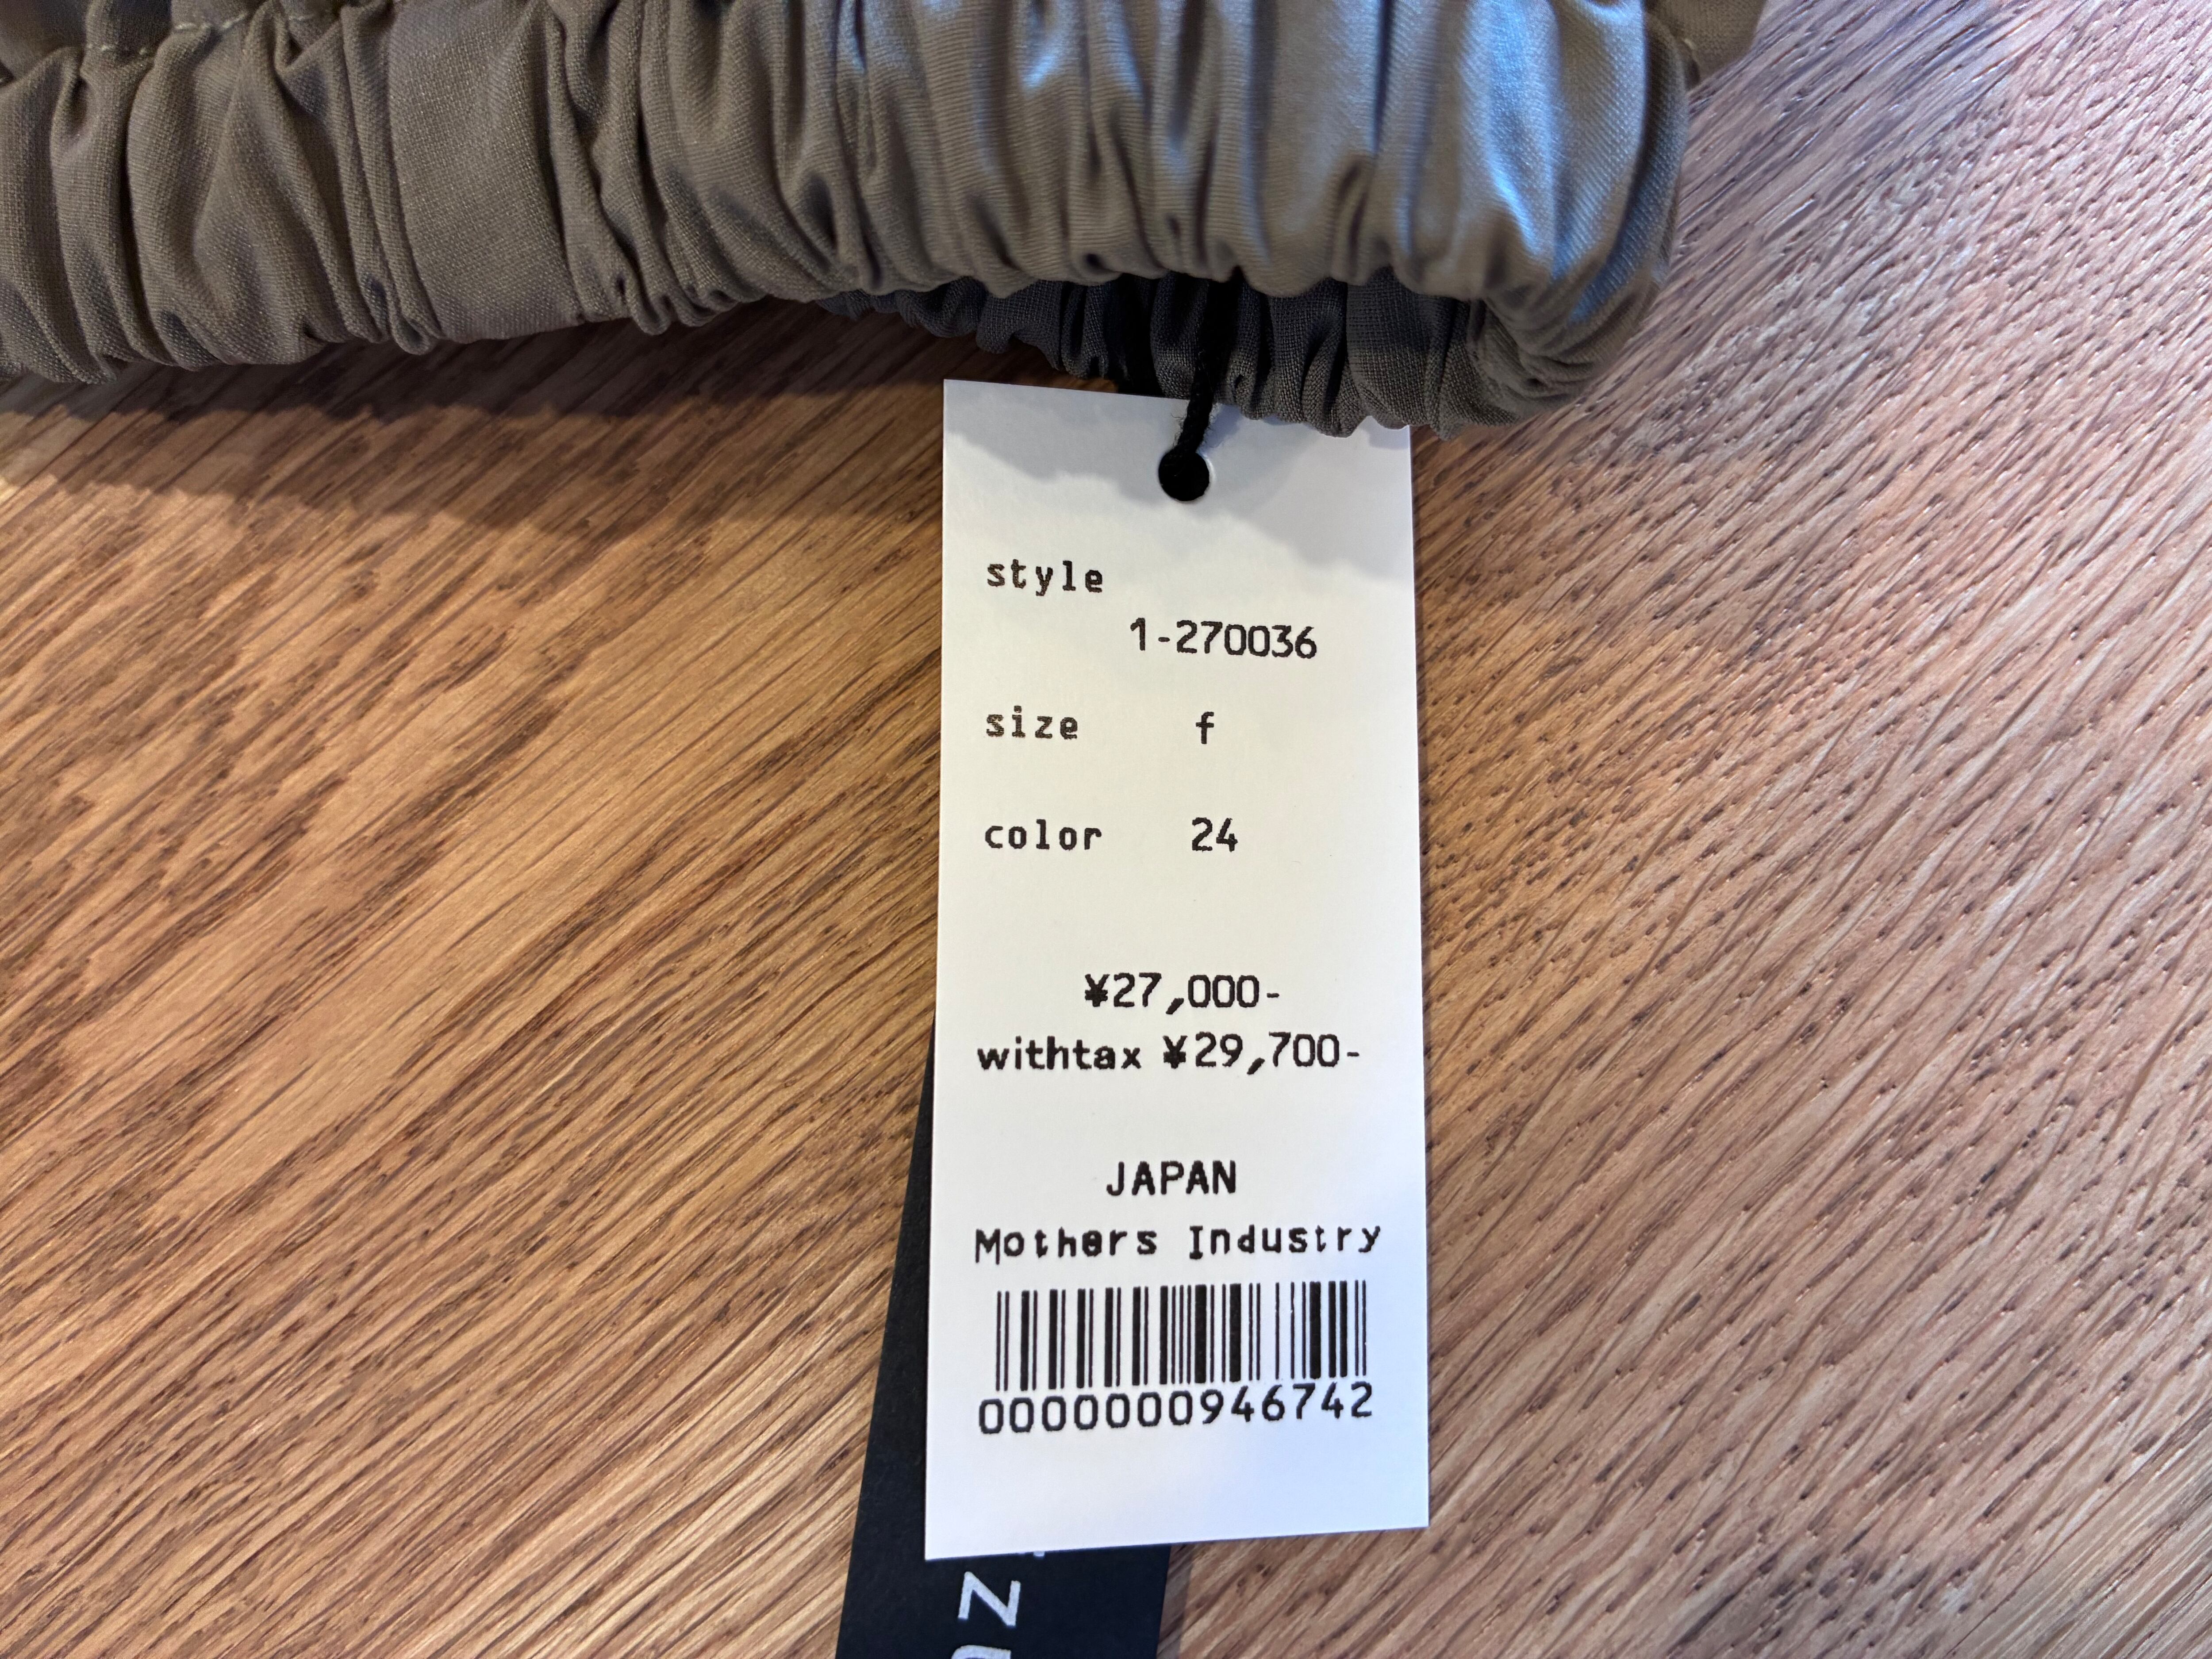 style
1-270036
size f
color 24
¥27,000-
withtax ¥29,700-
JAPAN
Mothers Industry
0000000946742
Z